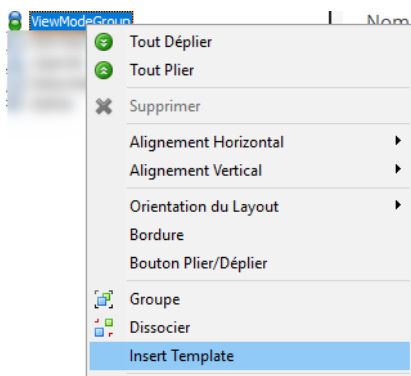 ViewModeGroup
Nom
Tout Déplier
Tout Plier
Supprimer
Alignement Horizontal
Alignement Vertical
Orientation du Layout
Bordure
Bouton Plier/Déplier
Groupe
Dissocier
Insert Template